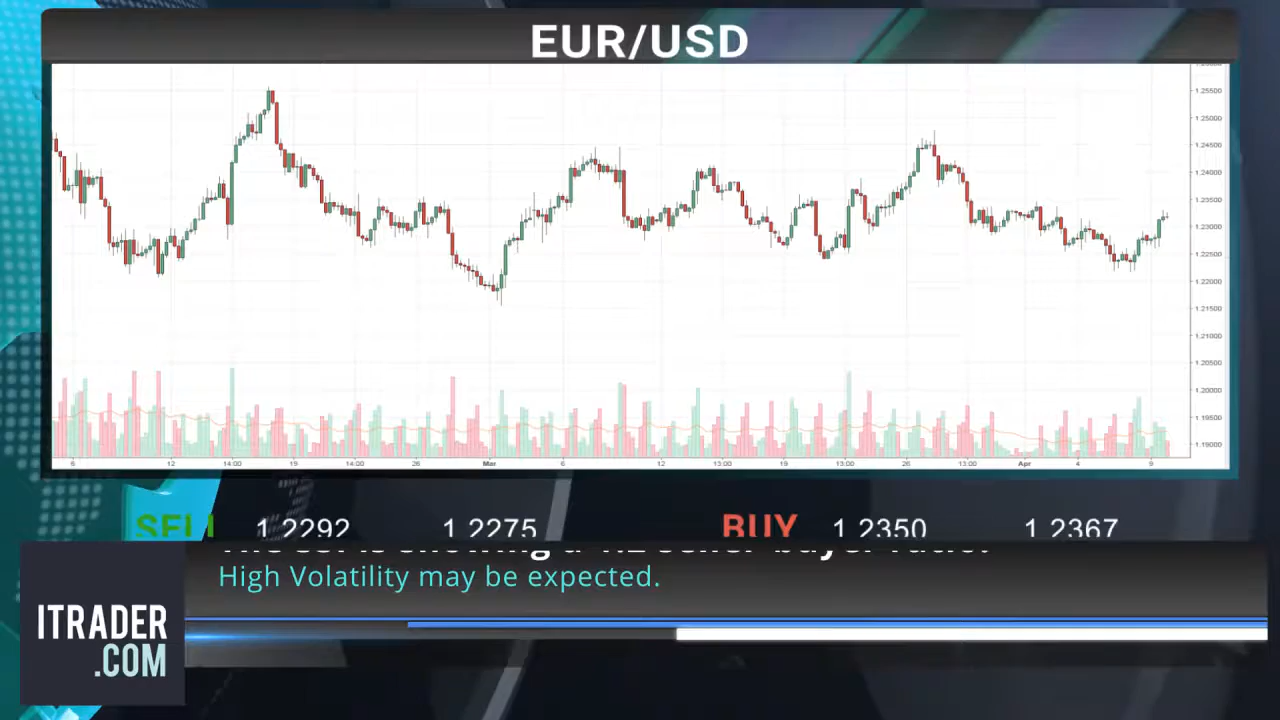 EUR/USD
1.25500
1.25000
1.24500
1.24000
1.23500
1.23000
1.22500
1.22000
1.21500
1.21000
1.20500
1.20000
1.19500
1.19000
6 12 14:00 19 14:00 26 Mar 6 12 13:00 19 13:00 26 13:00 Apr 4 9
SELL 1.2292 1.2275 BUY 1.2350 1.2367
High Volatility may be expected.
ITRADER
.COM